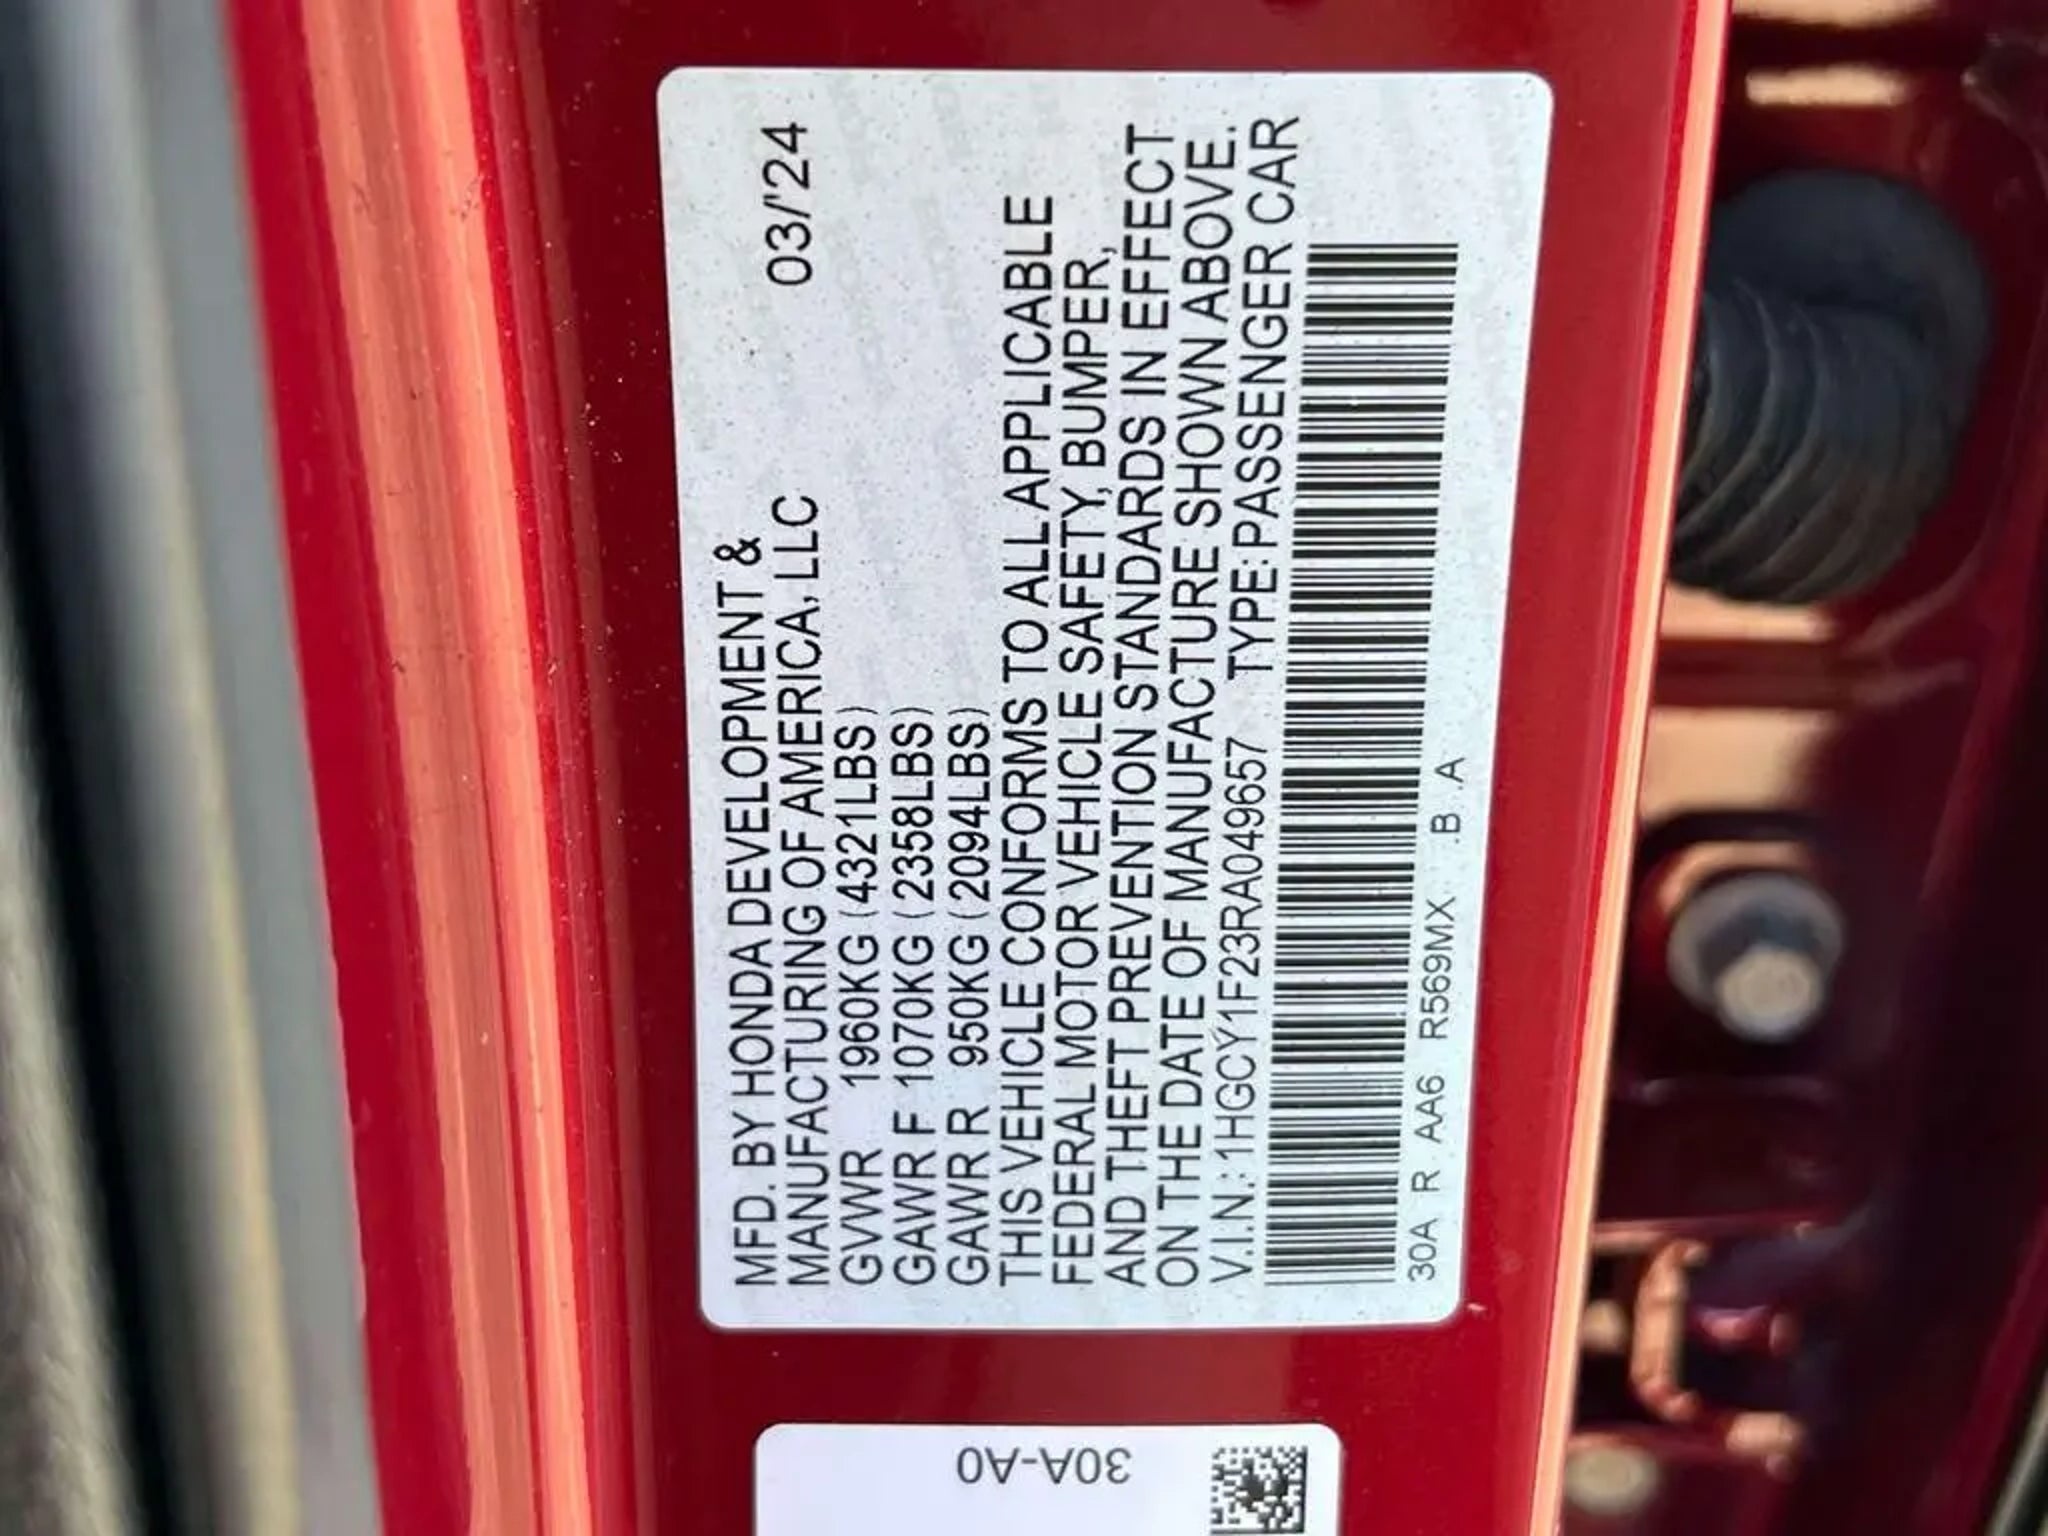 MFD. BY HONDA DEVELOPMENT &
MANUFACTURING OF AMERICA, LLC 03/'24
GVWR 1960KG (4321LBS)
GAWR F 1070KG (2358LBS)
GAWR R 950KG (2094LBS)
THIS VEHICLE CONFORMS TO ALL APPLICABLE
FEDERAL MOTOR VEHICLE SAFETY, BUMPER,
AND THEFT PREVENTION STANDARDS IN EFFECT
ON THE DATE OF MANUFACTURE SHOWN ABOVE.
V.I.N.: 1HGCY1F23RA049657 TYPE: PASSENGER CAR
30A R AA6 R569MX .B .A
30A-A0